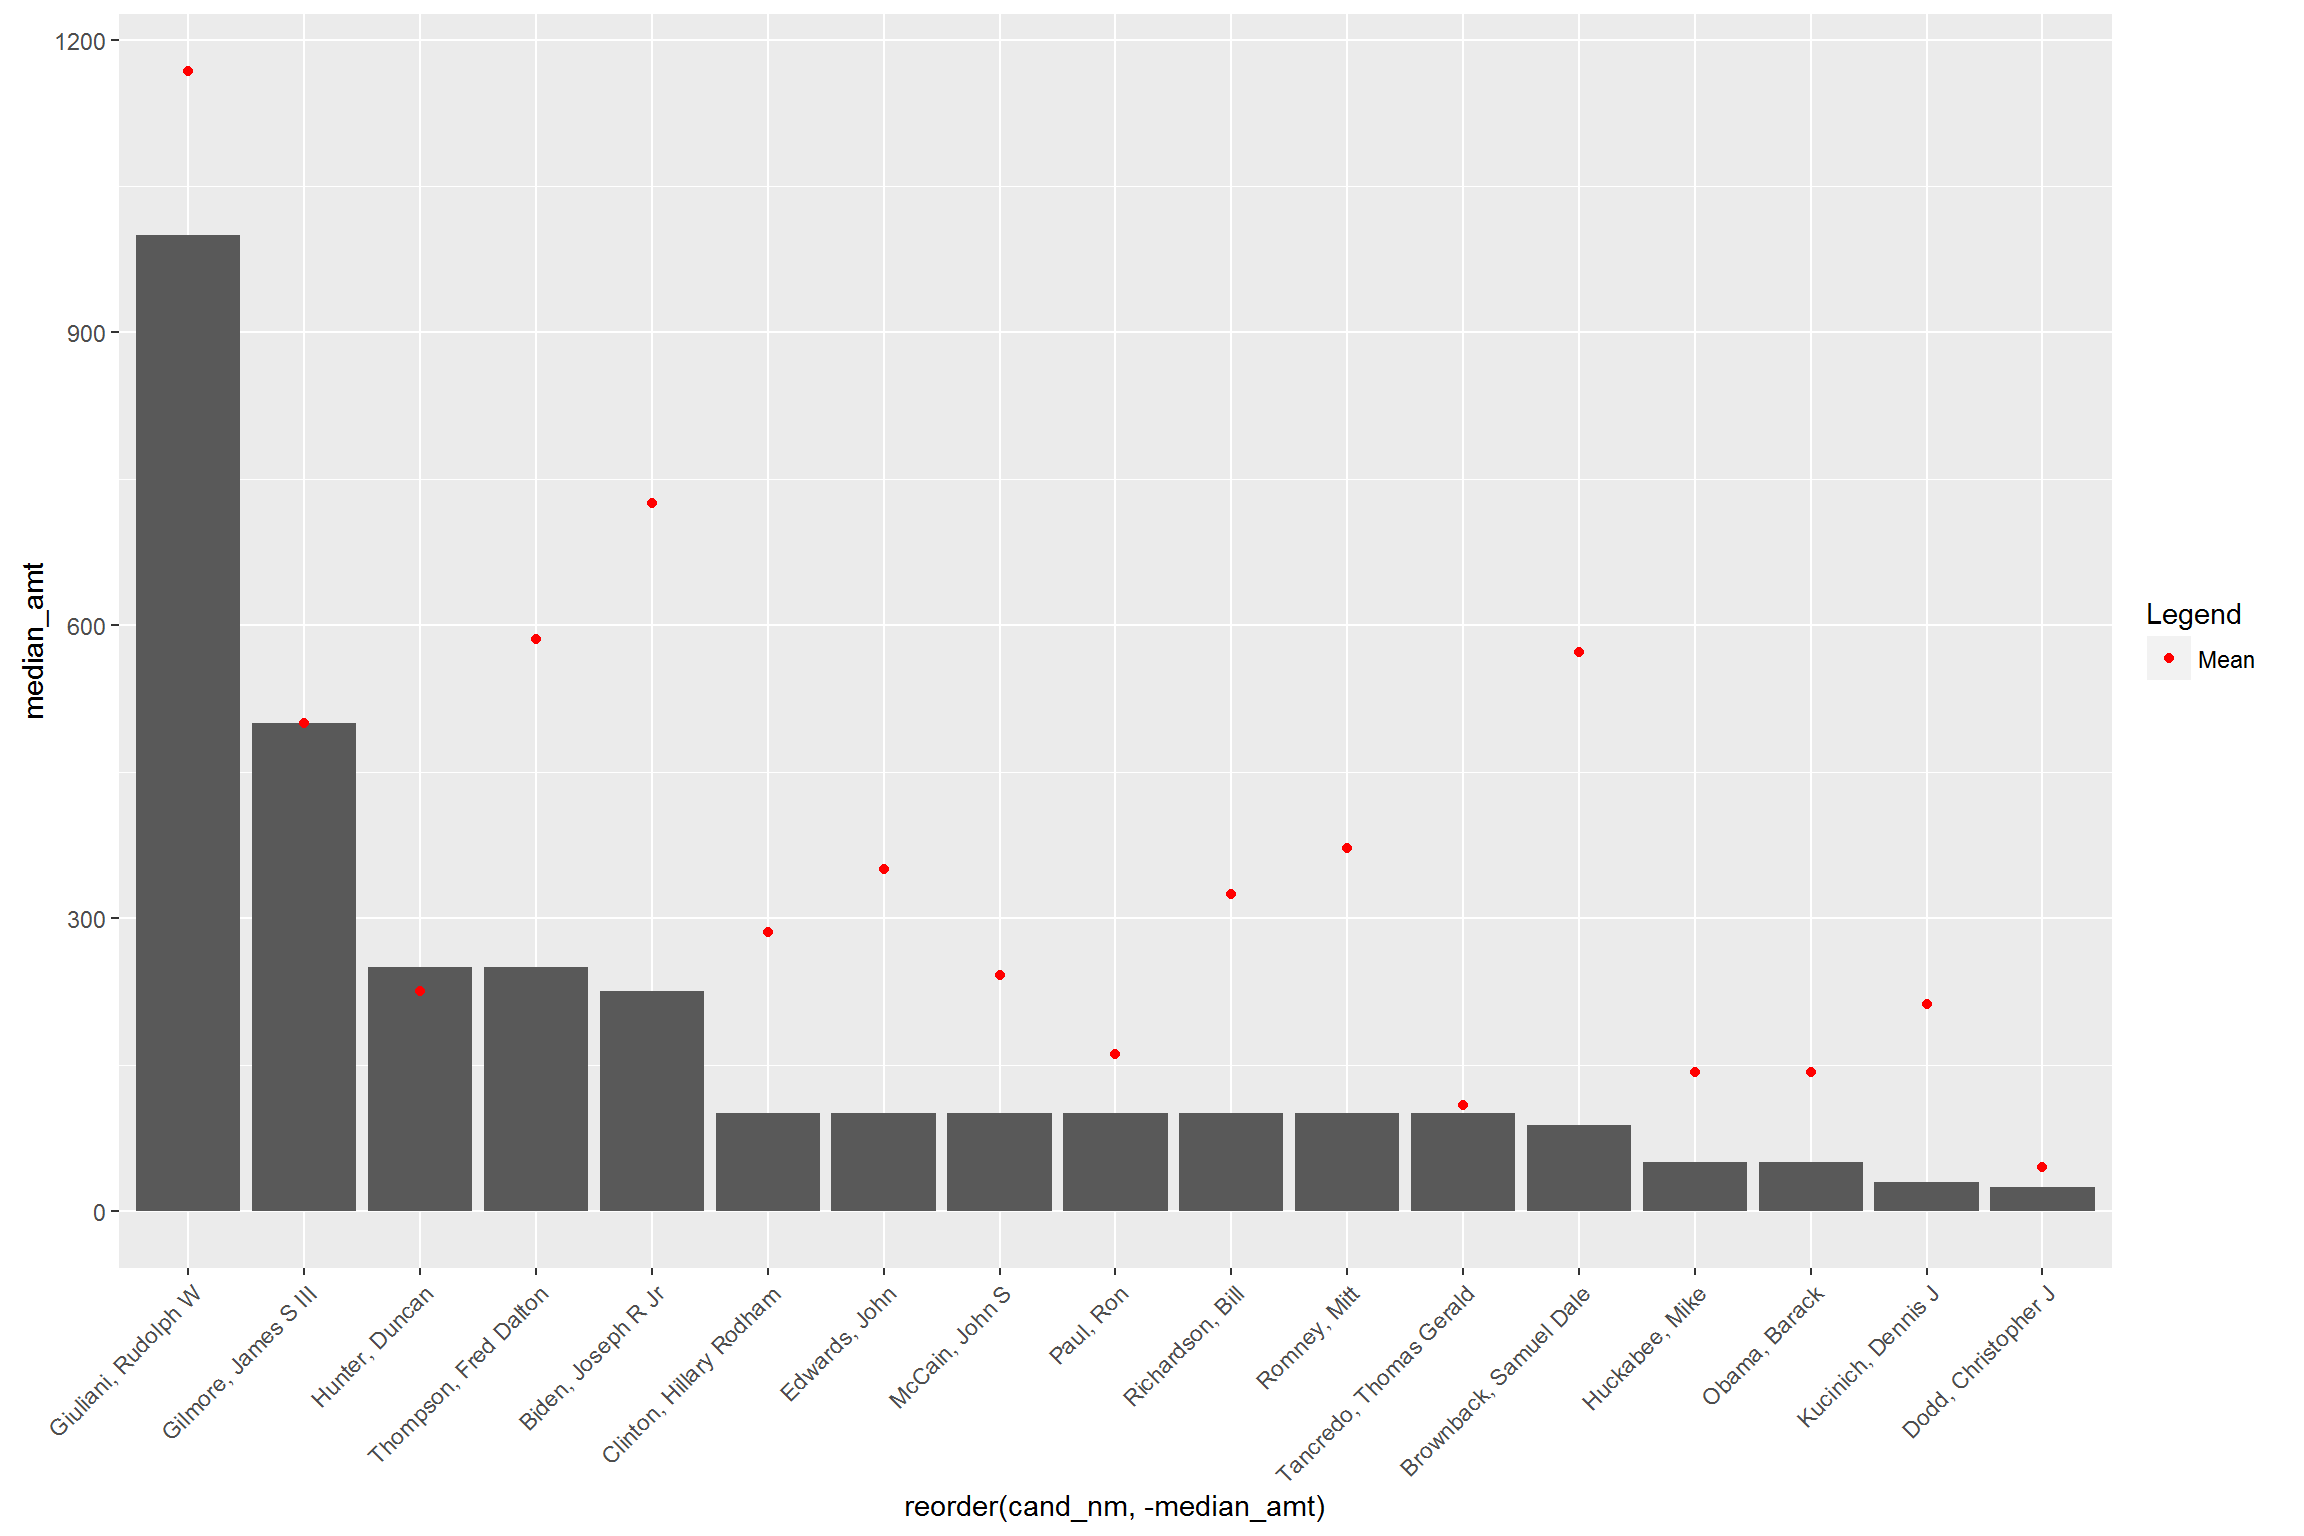 1200
900
600
300
0
median_amt
Giuliani, Rudolph W
Gilmore, James S III
Hunter, Duncan
Thompson, Fred Dalton
Biden, Joseph R Jr
Clinton, Hillary Rodham
Edwards, John
McCain, John S
Paul, Ron
Richardson, Bill
Romney, Mitt
Tancredo, Thomas Gerald
Brownback, Samuel Dale
Huckabee, Mike
Obama, Barack
Kucinich, Dennis J
Dodd, Christopher J
reorder(cand_nm, -median_amt)
Legend
Mean